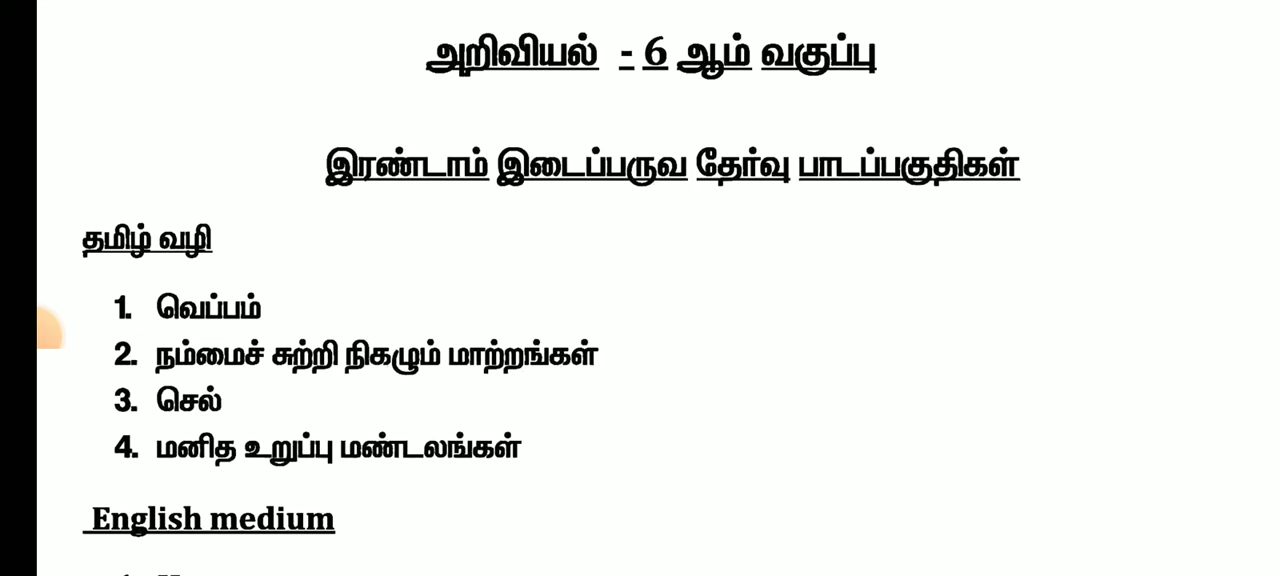 அறிவியல் - 6 ஆம் வகுப்பு
இரண்டாம் இடைப்பருவ தேர்வு பாடப்பகுதிகள்
தமிழ் வழி
1. வெப்பம்
2. நம்மைச் சுற்றி நிகழும் மாற்றங்கள்
3. செல்
4. மனித உறுப்பு மண்டலங்கள்
English medium